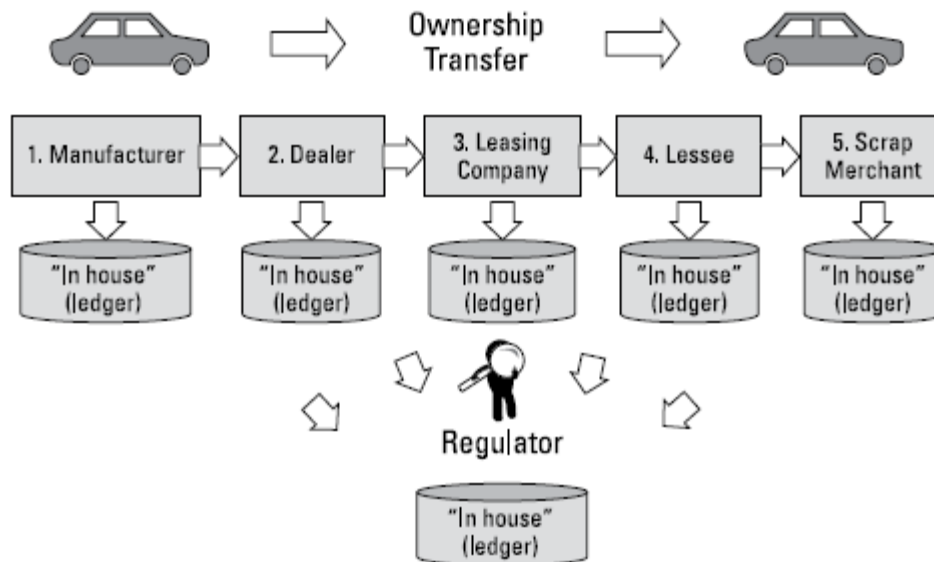 Ownership
Transfer
1. Manufacturer
2. Dealer
3. Leasing
Company
4. Lessee
5. Scrap
Merchant
"In house"
(ledger)
"In house"
(ledger)
"In house"
(ledger)
"In house"
(ledger)
"In house"
(ledger)
Regulator
"In house"
(ledger)